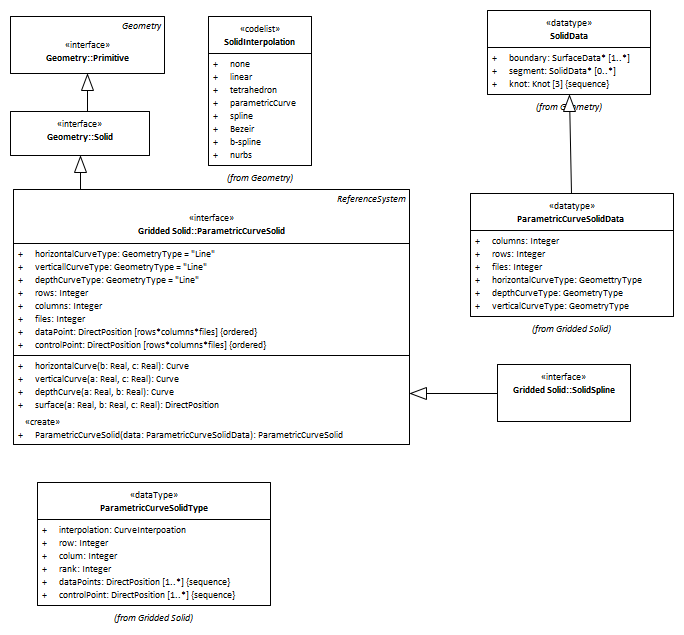 Geometry
«interface»
Geometry::Primitive
«interface»
Geometry::Solid
«codelist»
SolidInterpolation
+ none
+ linear
+ tetrahedron
+ parametricCurve
+ spline
+ Bezeir
+ b-spline
+ nurbs
(from Geometry)
«datatype»
SolidData
+ boundary: SurfaceData* [1..*]
+ segment: SolidData* [0..*]
+ knot: Knot [3] {sequence}
(from Geometry)
ReferenceSystem
«interface»
Gridded Solid::ParametricCurveSolid
+ horizontalCurveType: GeometryType = "Line"
+ verticallCurveType: GeometryType = "Line"
+ depthCurveType: GeometryType = "Line"
+ rows: Integer
+ columns: Integer
+ files: Integer
+ dataPoint: DirectPosition [rows*columns*files] {ordered}
+ controlPoint: DirectPosition [rows*columns*files] {ordered}
+ horizontalCurve(b: Real, c: Real): Curve
+ verticalCurve(a: Real, c: Real): Curve
+ depthCurve(a: Real, b: Real): Curve
+ surface(a: Real, b: Real, c: Real): DirectPosition
«create»
+ ParametricCurveSolid(data: ParametricCurveSolidData): ParametricCurveSolid
«datatype»
ParametricCurveSolidData
+ columns: Integer
+ rows: Integer
+ files: Integer
+ horizontalCurveType: GeomettryType
+ depthCurveType: GeometryType
+ verticalCurveType: GeometryType
(from Gridded Solid)
«interface»
Gridded Solid::SolidSpline
«dataType»
ParametricCurveSolidType
+ interpolation: CurveInterpoation
+ row: Integer
+ colum: Integer
+ rank: Integer
+ dataPoints: DirectPosition [1..*] {sequence}
+ controlPoint: DirectPosition [1..*] {sequence}
(from Gridded Solid)